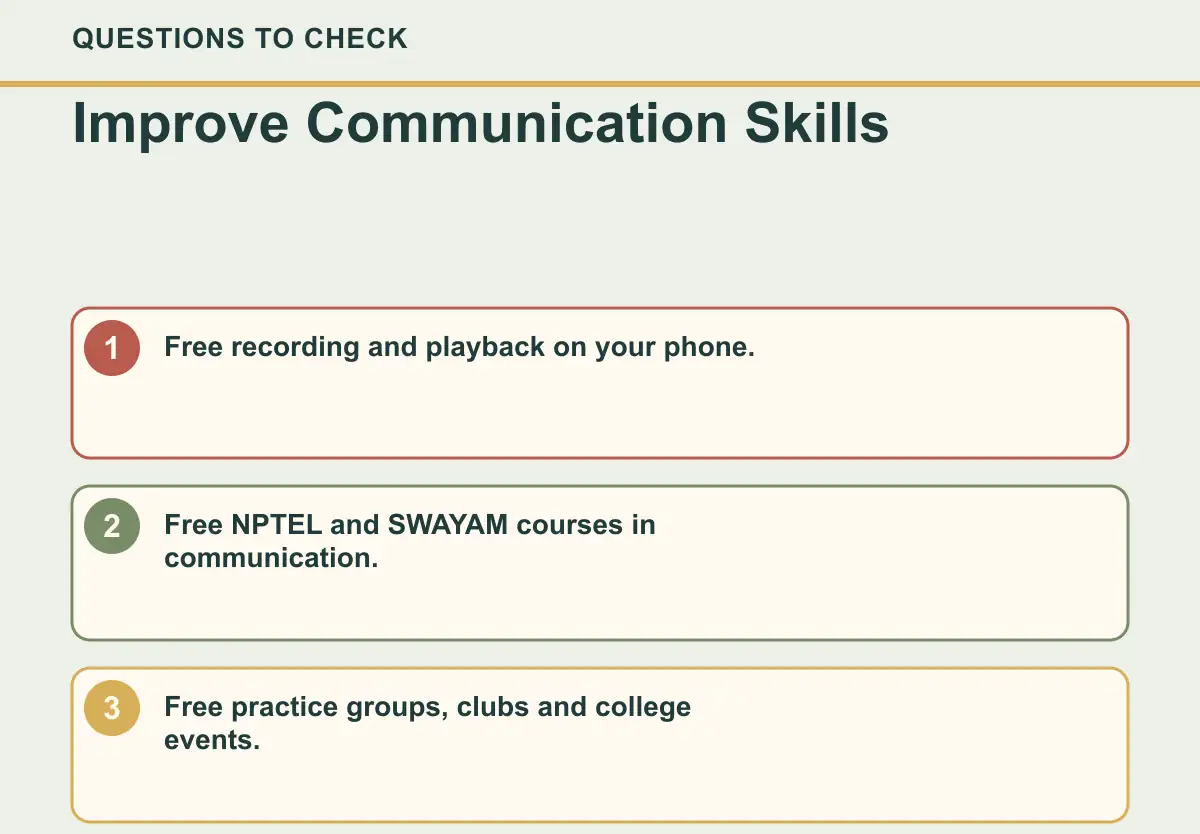 QUESTIONS TO CHECK
Improve Communication Skills
1
Free recording and playback on your phone.
2
Free NPTEL and SWAYAM courses in
communication.
3
Free practice groups, clubs and college
events.